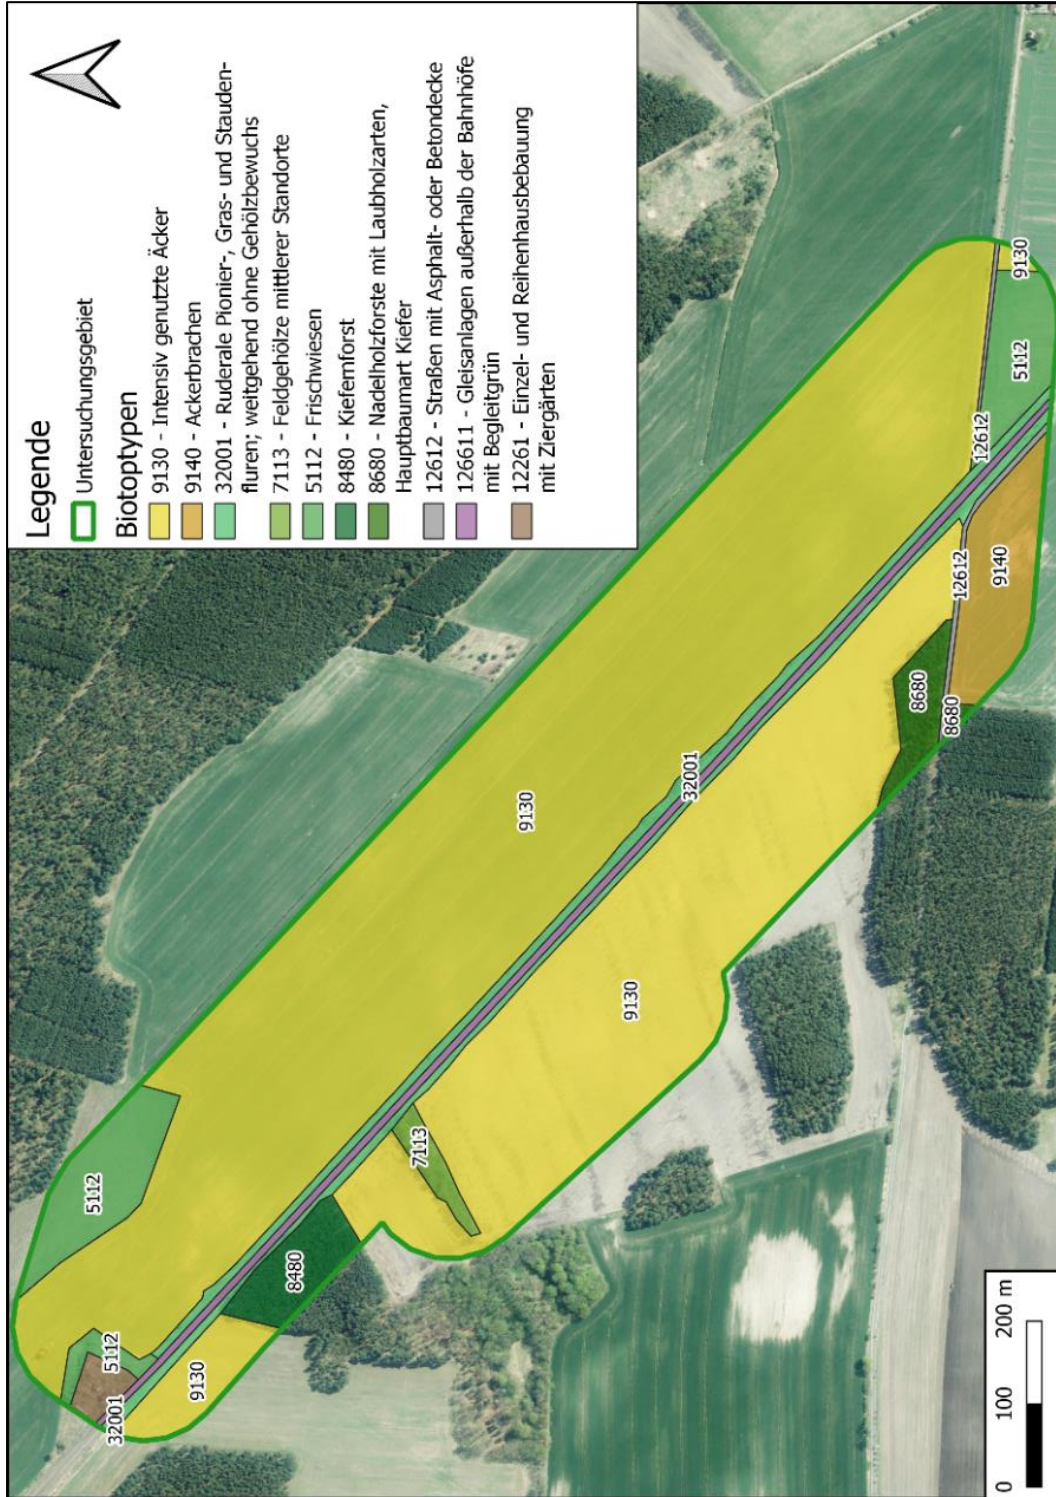 Legende
Untersuchungsgebiet
Biotoptypen
9130 - Intensiv genutzte Äcker
9140 - Ackerbrachen
32001 - Ruderale Pionier-, Gras- und Stauden-
fluren; weitgehend ohne Gehölzbewuchs
7113 - Feldgehölze mittlerer Standorte
5112 - Frischwiesen
8480 - Kiefernforst
8680 - Nadelholzforste mit Laubholzarten,
Hauptbaumart Kiefer
12612 - Straßen mit Asphalt- oder Betondecke
126611 - Gleisanlagen außerhalb der Bahnhöfe
mit Begleitgrün
12261 - Einzel- und Reihenhausbebauung
mit Ziergärten
32001
5112
9130
5112
8480
7113
9130
9130
32001
8680
8680
12612
9140
12612
5112
9130
0 100 200 m